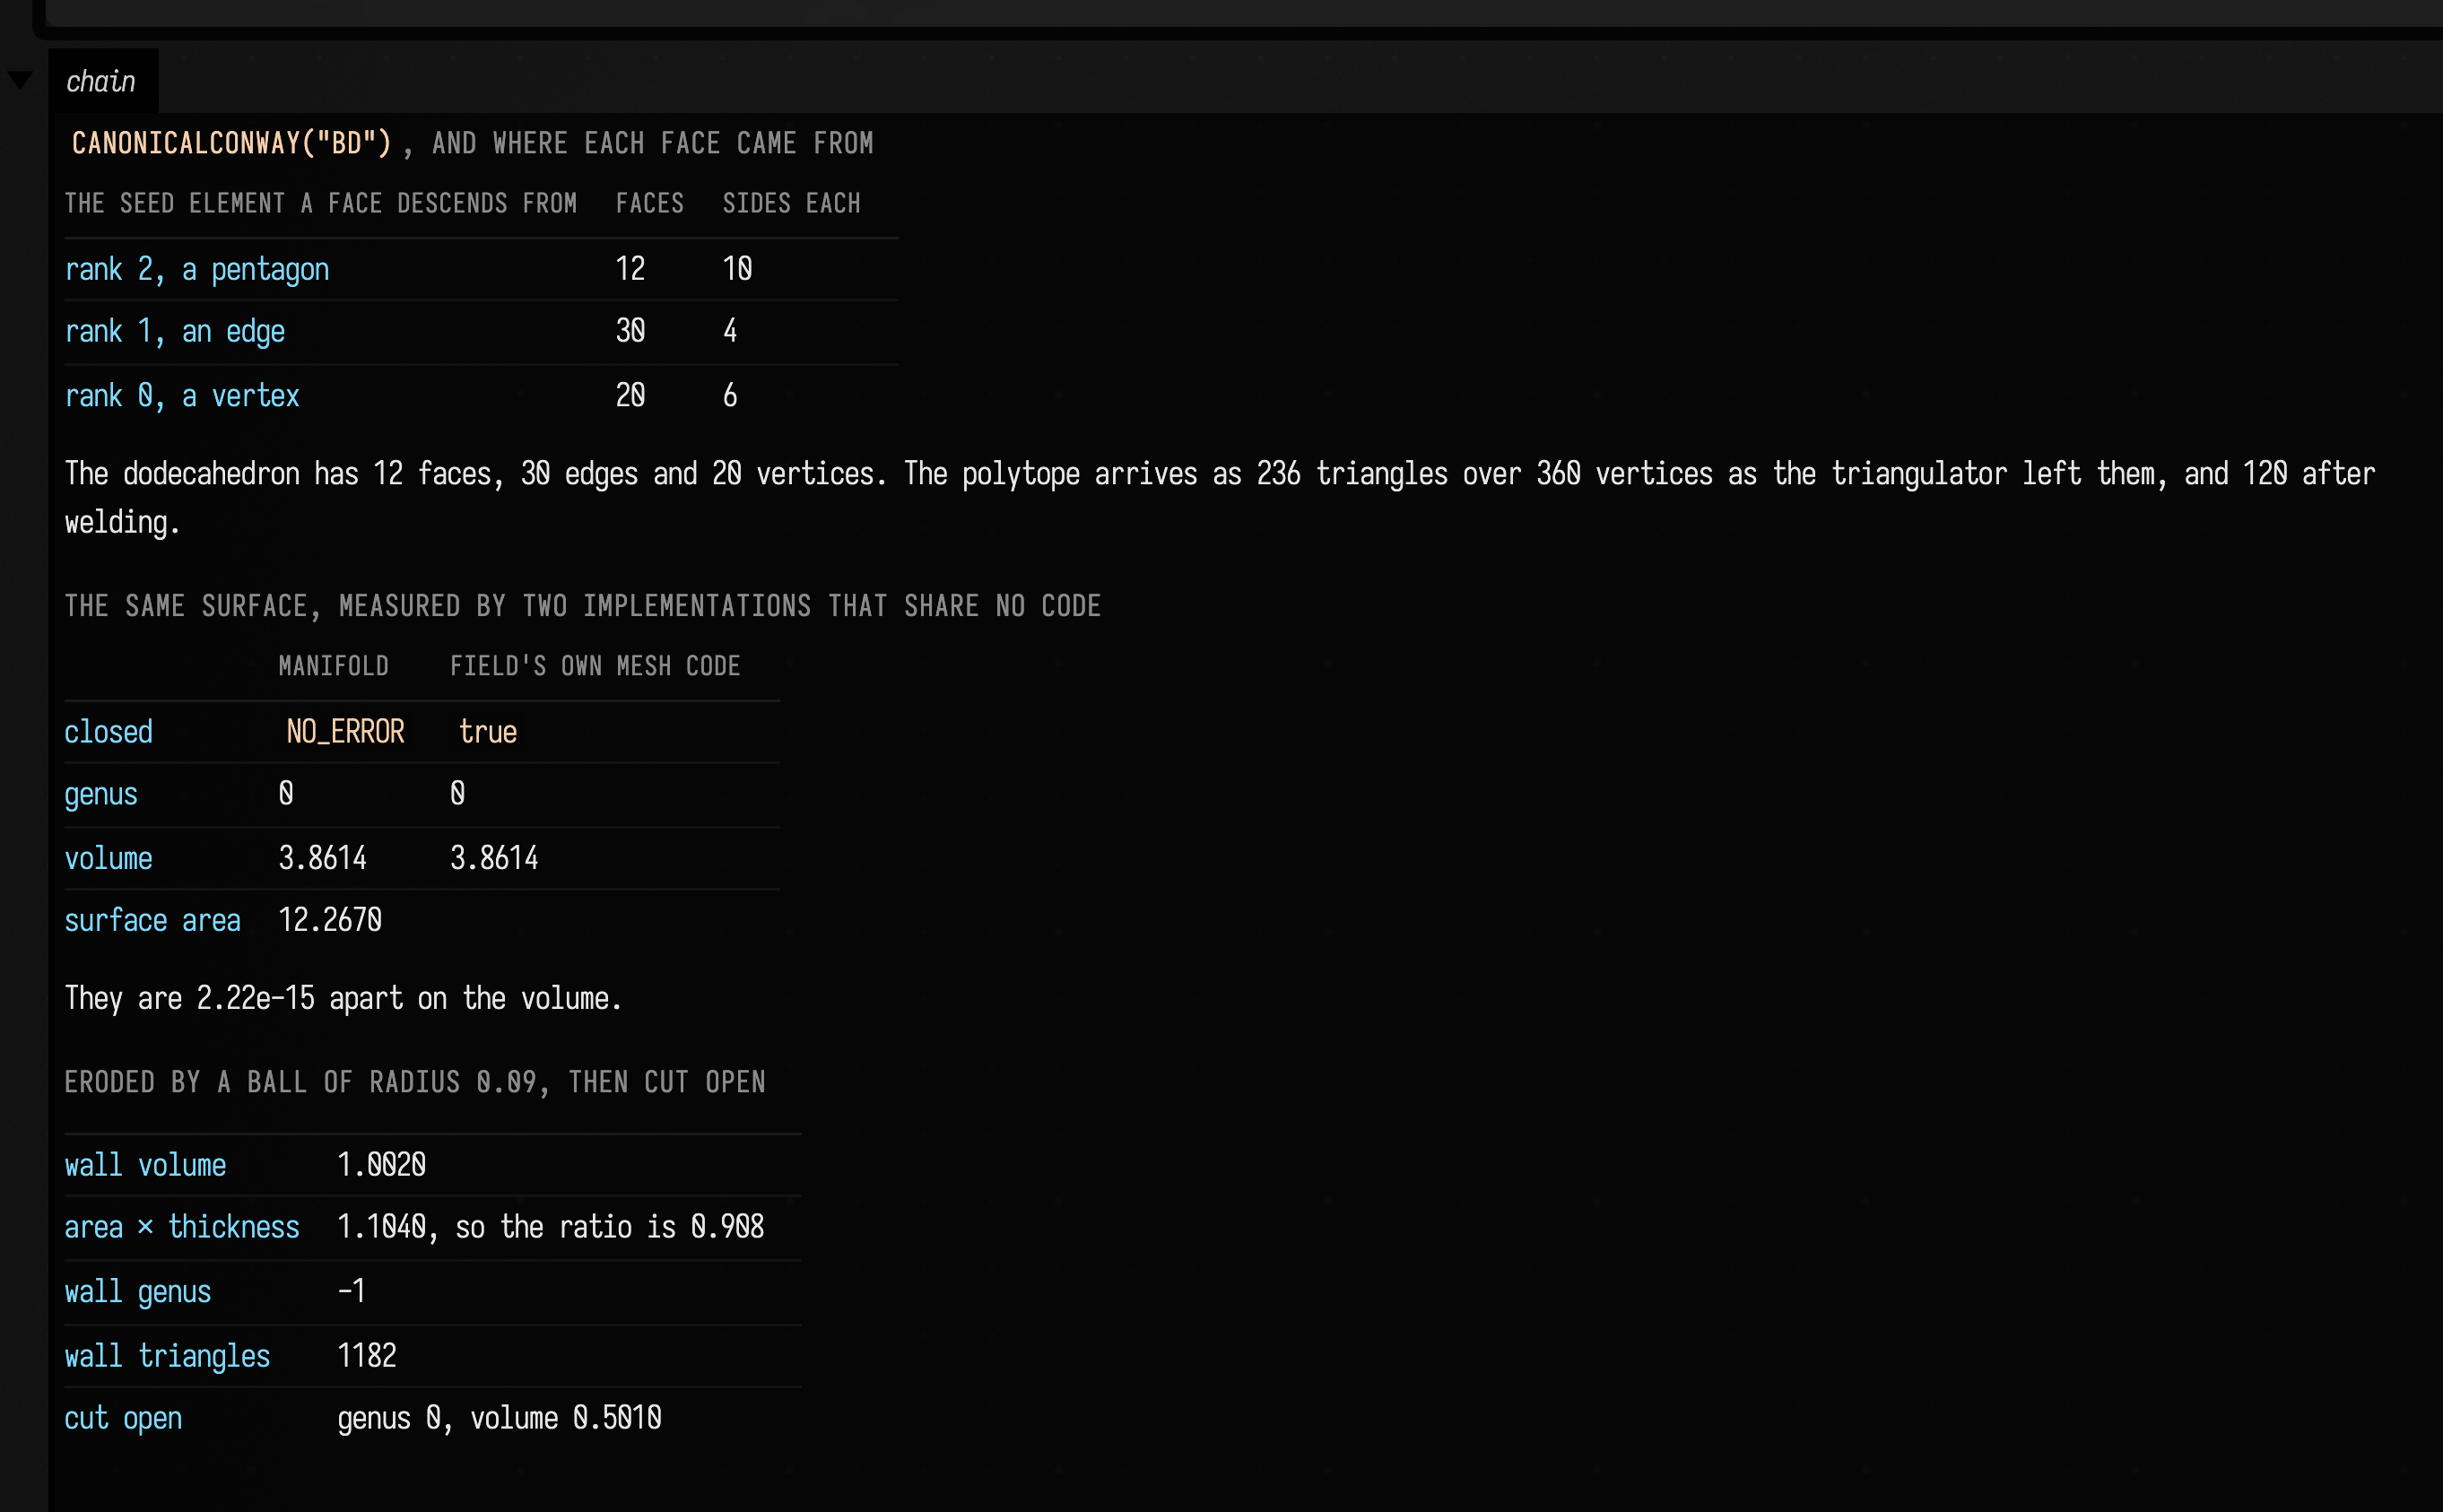 chain
CANONICALCONWAY("BD") , AND WHERE EACH FACE CAME FROM
THE SEED ELEMENT A FACE DESCENDS FROM FACES SIDES EACH
rank 2, a pentagon 12 10
rank 1, an edge 30 4
rank 0, a vertex 20 6
The dodecahedron has 12 faces, 30 edges and 20 vertices. The polytope arrives as 236 triangles over 360 vertices as the triangulator left them, and 120 after
welding.
THE SAME SURFACE, MEASURED BY TWO IMPLEMENTATIONS THAT SHARE NO CODE
MANIFOLD FIELD'S OWN MESH CODE
closed NO_ERROR true
genus 0 0
volume 3.8614 3.8614
surface area 12.2670
They are 2.22e-15 apart on the volume.
ERODED BY A BALL OF RADIUS 0.09, THEN CUT OPEN
wall volume 1.0020
area × thickness 1.1040, so the ratio is 0.908
wall genus -1
wall triangles 1182
cut open genus 0, volume 0.5010